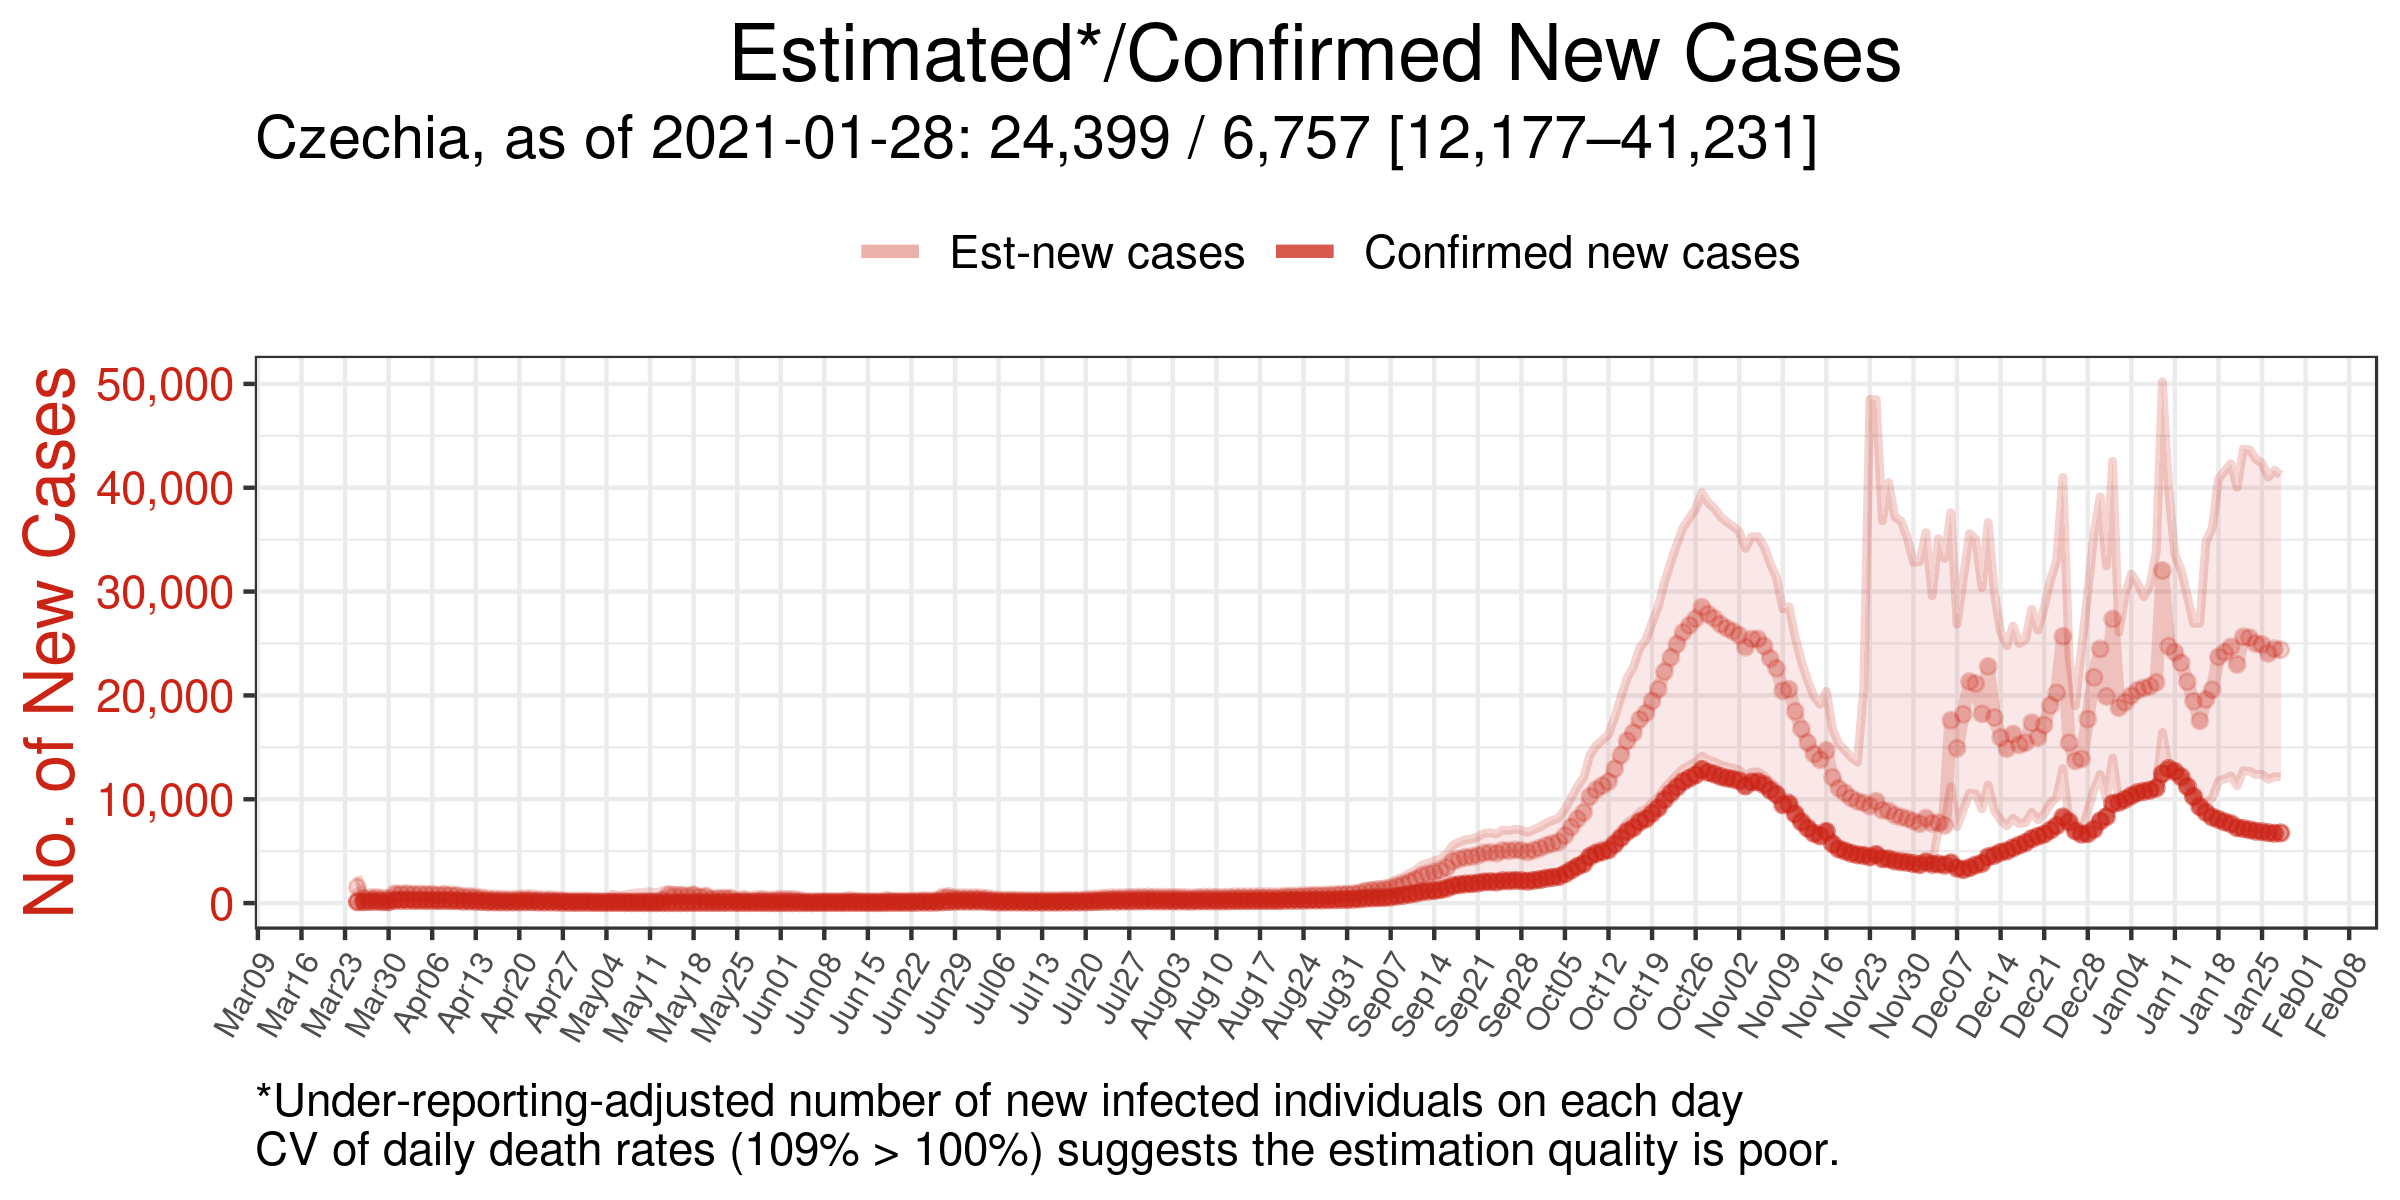 Estimated*/Confirmed New Cases
Czechia, as of 2021-01-28: 24,399 / 6,757 [12,177–41,231]
Est-new cases Confirmed new cases
No. of New Cases
50,000
40,000
30,000
20,000
10,000
0
Mar09 Mar16 Mar23 Mar30 Apr06 Apr13 Apr20 Apr27 May04 May11 May18 May25 Jun01 Jun08 Jun15 Jun22 Jun29 Jul06 Jul13 Jul20 Jul27 Aug03 Aug10 Aug17 Aug24 Aug31 Sep07 Sep14 Sep21 Sep28 Oct05 Oct12 Oct19 Oct26 Nov02 Nov09 Nov16 Nov23 Nov30 Dec07 Dec14 Dec21 Dec28 Jan04 Jan11 Jan18 Jan25 Feb01 Feb08
*Under-reporting-adjusted number of new infected individuals on each day
CV of daily death rates (109% > 100%) suggests the estimation quality is poor.